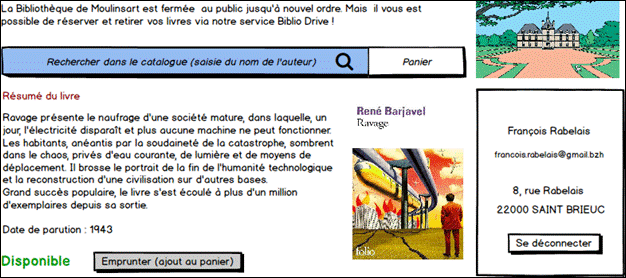 La Bibliothèque de Moulinsart est fermée au public jusqu'à nouvel ordre. Mais il vous est
possible de réserver et retirer vos livres via notre service Biblio Drive !
Rechercher dans le catalogue (saisie du nom de l'auteur)
Panier
Résumé du livre
Ravage présente le naufrage d'une société mature, dans laquelle, un
jour, l'électricité disparaît et plus aucune machine ne peut fonctionner.
Les habitants, anéantis par la soudaineté de la catastrophe, sombrent
dans le chaos, privés d'eau courante, de lumière et de moyens de
déplacement. Il brosse le portrait de la fin de l'humanité technologique
et la reconstruction d'une civilisation sur d'autres bases.
Grand succès populaire, le livre s'est écoulé à plus d'un million
d'exemplaires depuis sa sortie.
Date de parution : 1943
Disponible
Emprunter (ajout au panier)
René Barjavel
Ravage
folio
François Rabelais
francois.rabelais@gmail.bzh
8, rue Rabelais
22000 SAINT BRIEUC
Se déconnecter